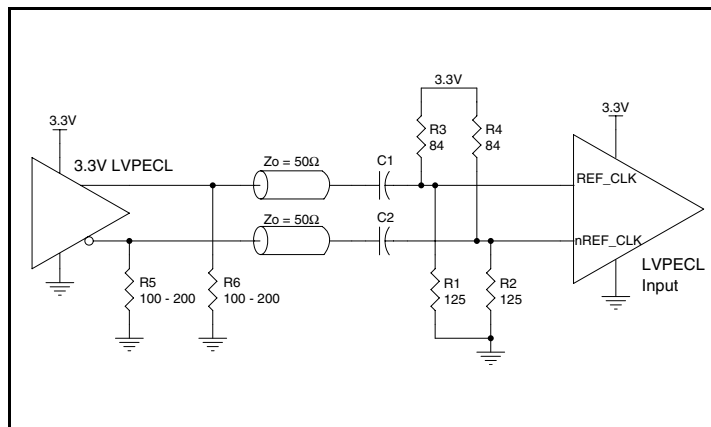 3.3V
3.3V
3.3V
R3
84
R4
84
3.3V LVPECL
Zo = 50Ω
C1
REF_CLK
Zo = 50Ω
C2
nREF_CLK
LVPECL
Input
R5
100 - 200
R6
100 - 200
R1
125
R2
125